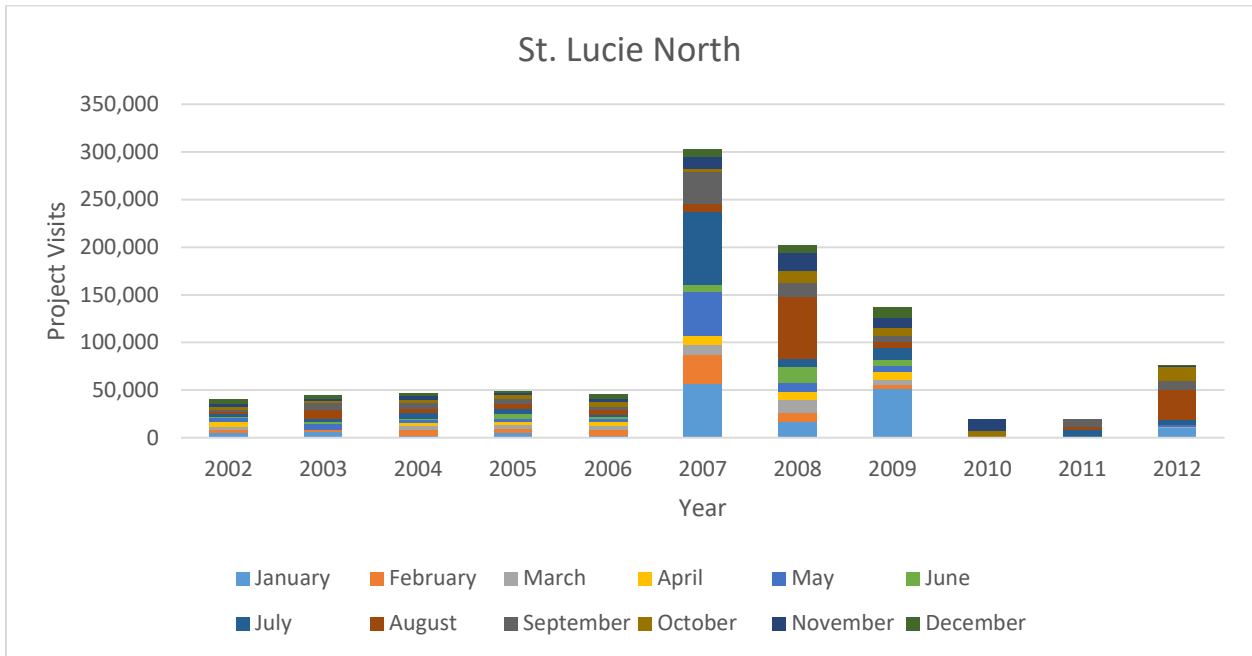 St. Lucie North
350,000
300,000
250,000
200,000
150,000
100,000
50,000
0
Project Visits
2002 2003 2004 2005 2006 2007 2008 2009 2010 2011 2012
Year
January February March April May June
July August September October November December